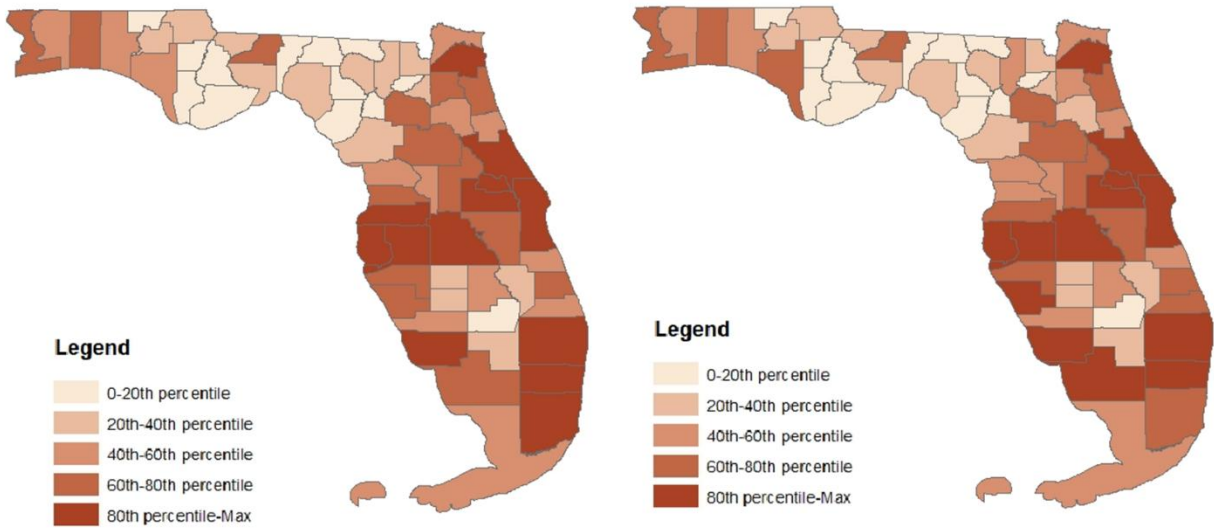 Legend
0-20th percentile
20th-40th percentile
40th-60th percentile
60th-80th percentile
80th percentile-Max
Legend
0-20th percentile
20th-40th percentile
40th-60th percentile
60th-80th percentile
80th percentile-Max